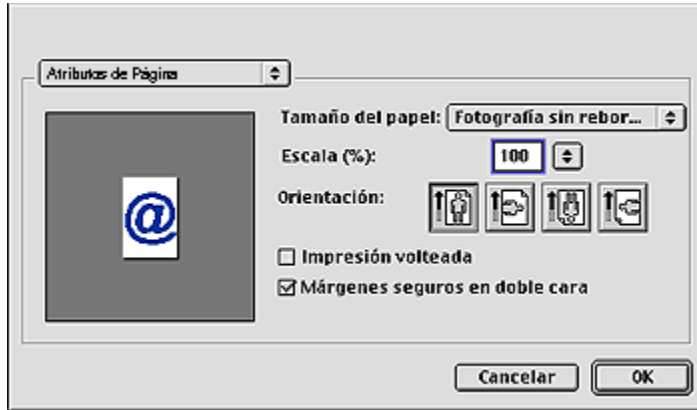 Atributos de Página
Tamaño del papel: Fotografía sin rebor...
Escala (%): 100
@
Orientación:
Impresión volteada
Márgenes seguros en doble cara
Cancelar OK